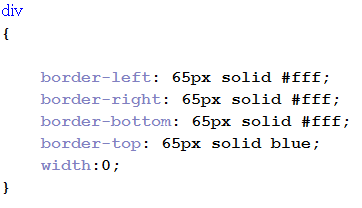 div
{
border-left: 65px solid #fff;
border-right: 65px solid #fff;
border-bottom: 65px solid #fff;
border-top: 65px solid blue;
width:0;
}